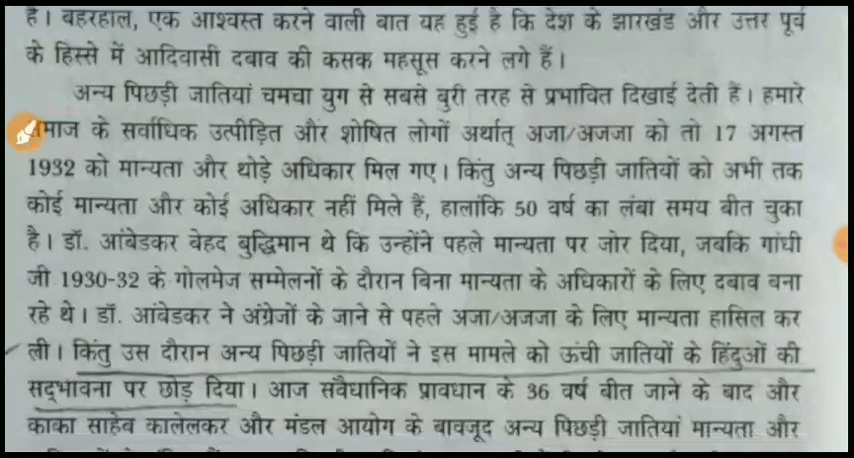 है। बहरहाल, एक आश्वस्त करने वाली बात यह हुई है कि देश के झारखंड और उत्तर पूर्व
के हिस्से में आदिवासी दबाव की कसक महसूस करने लगे हैं।
अन्य पिछड़ी जातियां चमचा युग से सबसे बुरी तरह से प्रभावित दिखाई देती हैं। हमारे
समाज के सर्वाधिक उत्पीड़ित और शोषित लोगों अर्थात् अजा/अजजा को तो 17 अगस्त
1932 को मान्यता और थोड़े अधिकार मिल गए। किंतु अन्य पिछड़ी जातियों को अभी तक
कोई मान्यता और कोई अधिकार नहीं मिले हैं, हालांकि 50 वर्ष का लंबा समय बीत चुका
है। डॉ. आंबेडकर बेहद बुद्धिमान थे कि उन्होंने पहले मान्यता पर जोर दिया, जबकि गांधी
जी 1930-32 के गोलमेज सम्मेलनों के दौरान बिना मान्यता के अधिकारों के लिए दबाव बना
रहे थे। डॉ. आंबेडकर ने अंग्रेजों के जाने से पहले अजा/अजजा के लिए मान्यता हासिल कर
ली। किंतु उस दौरान अन्य पिछड़ी जातियों ने इस मामले को ऊंची जातियों के हिंदुओं की
सद्भावना पर छोड़ दिया। आज संवैधानिक प्रावधान के 36 वर्ष बीत जाने के बाद और
काका साहेब कालेलकर और मंडल आयोग के बावजूद अन्य पिछड़ी जातियां मान्यता और